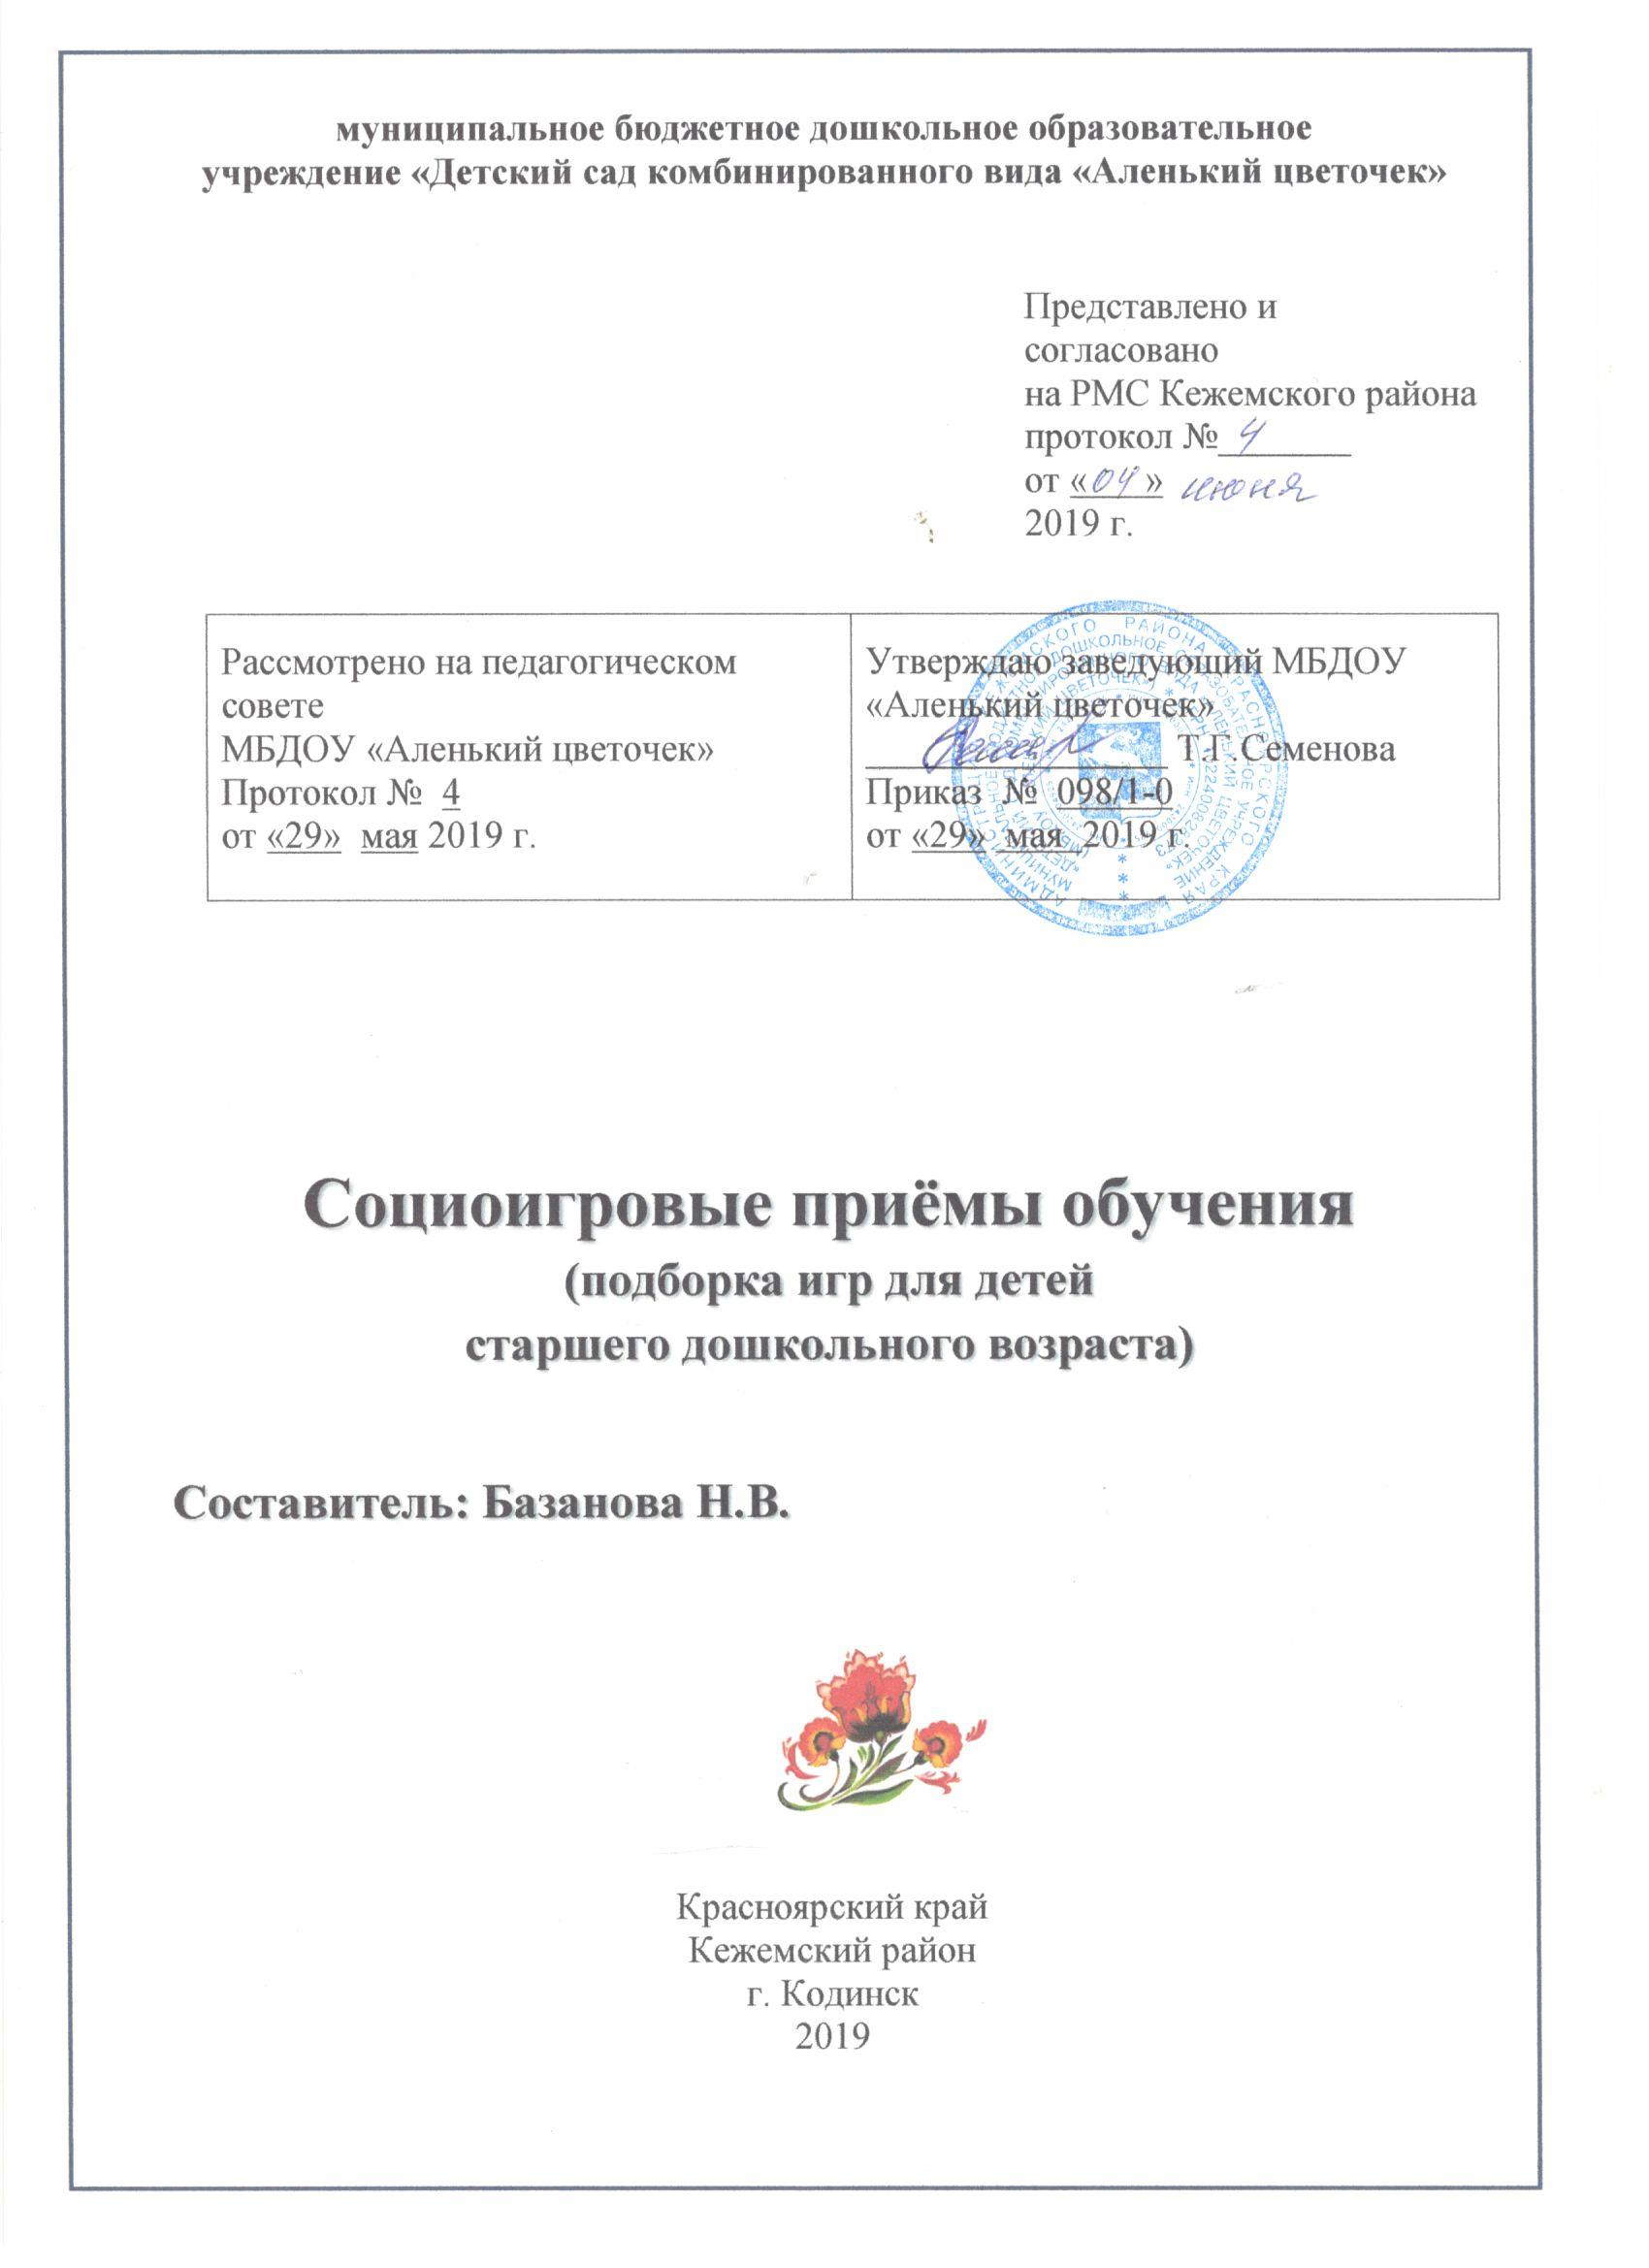 муниципальное бюджетное дошкольное образовательное
учреждение «Детский сад комбинированного вида «Аленький цветочек»
Представлено и
согласовано
на РМС Кежемского района
протокол № 4
от «04» июня
2019 г.
Рассмотрено на педагогическом
совете
МБДОУ «Аленький цветочек»
Протокол № 4
от «29» мая 2019 г.
Утверждаю заведующий МБДОУ
«Аленький цветочек»
Т.Г.Семенова
Приказ № 098/1-0
от «29» мая 2019 г.
Социоигровые приёмы обучения
(подборка игр для детей
старшего дошкольного возраста)
Составитель: Базанова Н.В.
Красноярский край
Кежемский район
г. Кодинск
2019